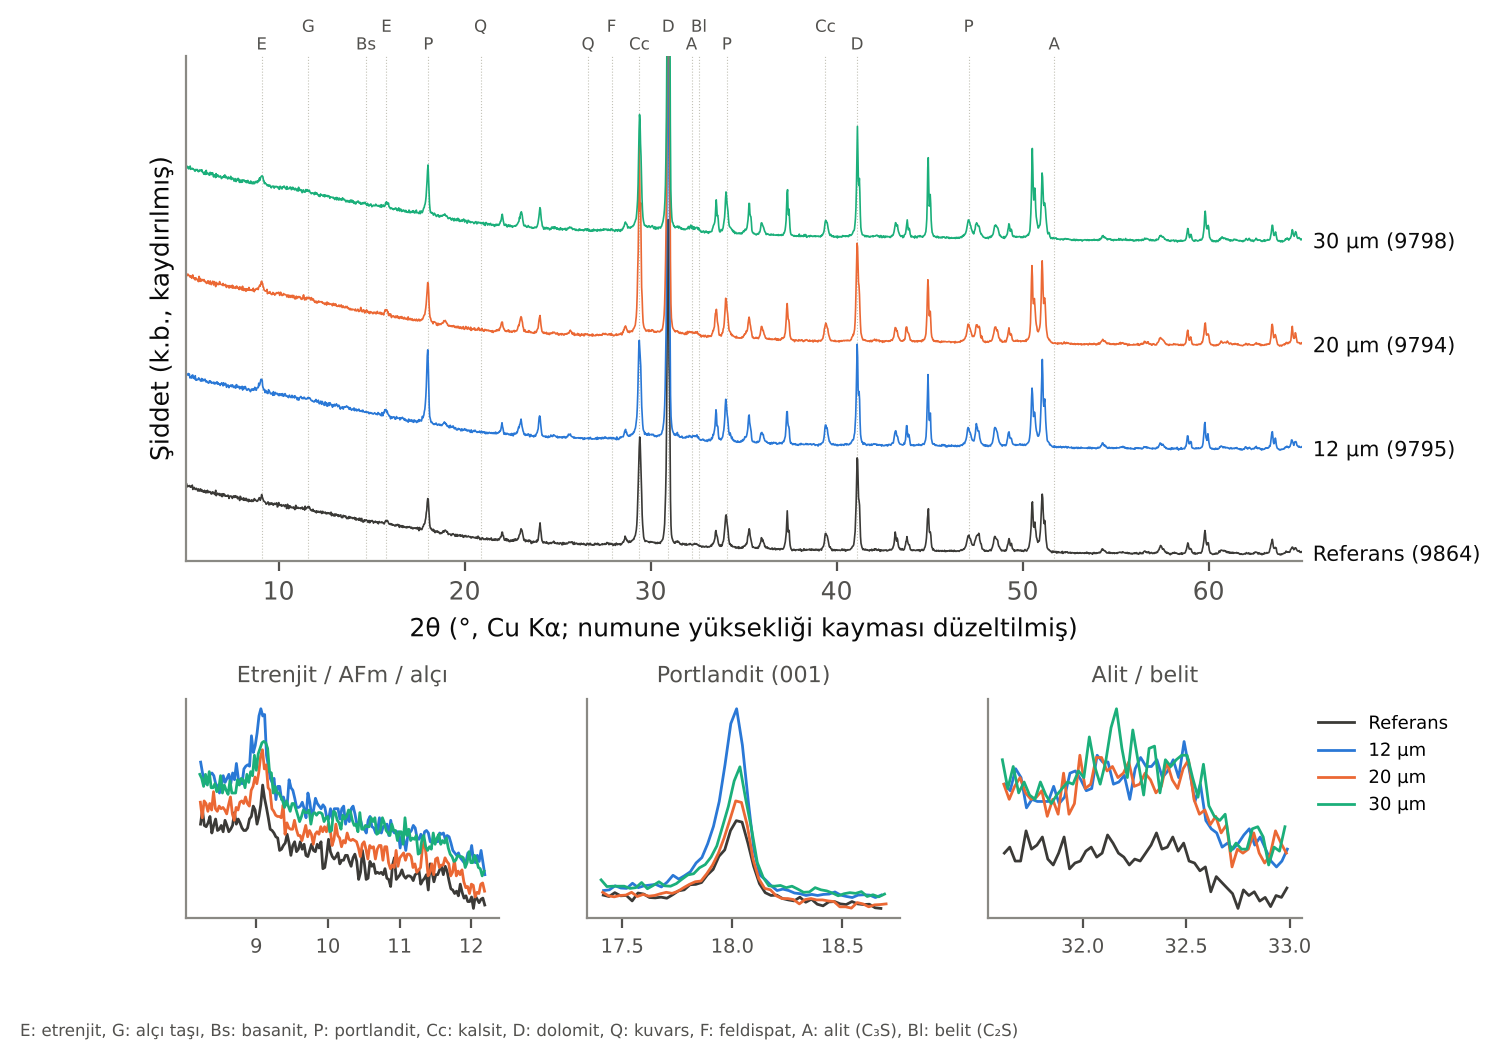 G E Q F D Bl Cc P
E Bs P Q Cc A P D A
Şiddet (k.b., kaydırılmış)
30 µm (9798)
20 µm (9794)
12 µm (9795)
Referans (9864)
10 20 30 40 50 60
2θ (°, Cu Kα; numune yüksekliği kayması düzeltilmiş)
Etrenjit / AFm / alçı
9 10 11 12
Portlandit (001)
17.5 18.0 18.5
Alit / belit
32.0 32.5 33.0
Referans
12 µm
20 µm
30 µm
E: etrenjit, G: alçı taşı, Bs: basanit, P: portlandit, Cc: kalsit, D: dolomit, Q: kuvars, F: feldispat, A: alit (C₃S), Bl: belit (C₂S)